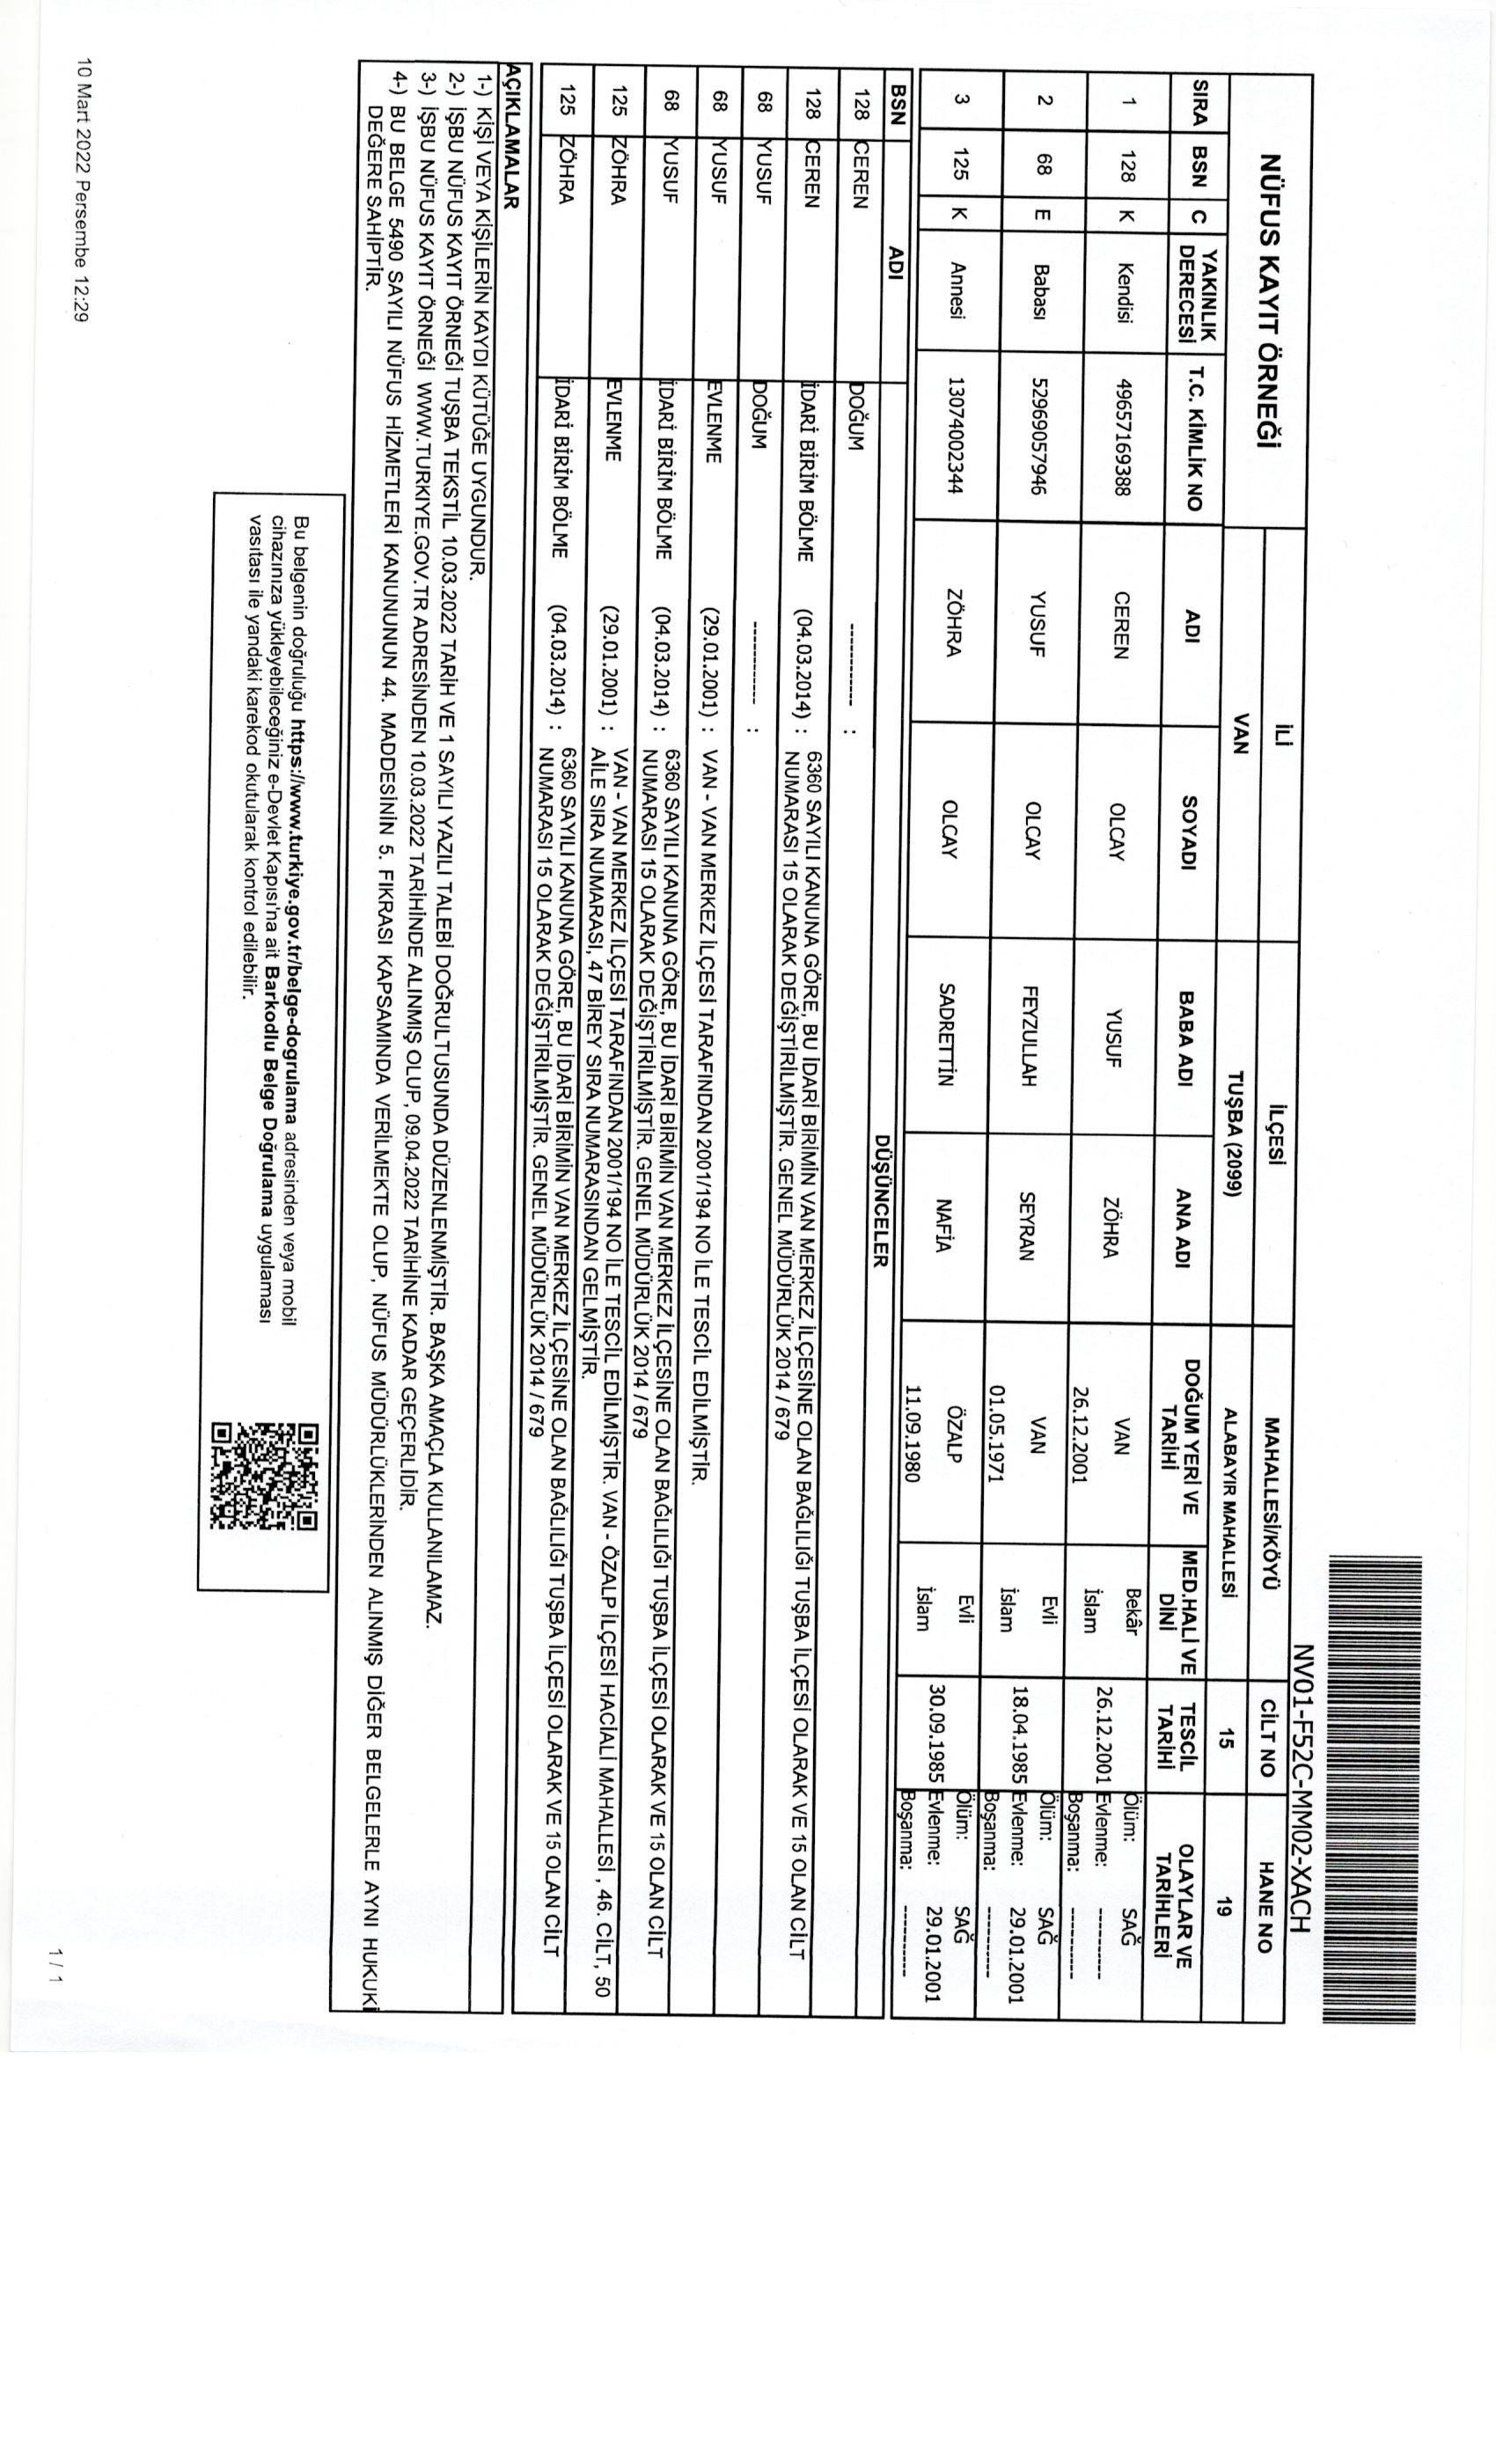 NV01-F52C-MM02-XACH
NÜFUS KAYIT ÖRNEĞİ
İLİ İLÇESİ MAHALLESİ/KÖYÜ CİLT NO HANE NO
VAN TUŞBA (2099) ALABAYIR MAHALLESİ 15 19
SIRA BSN C YAKINLIK DERECESİ T.C. KİMLİK NO ADI SOYADI BABA ADI ANA ADI DOĞUM YERİ VE TARİHİ MED.HALİ VE DİNİ TESCİL TARİHİ OLAYLAR VE TARİHLERİ
1 128 K Kendisi 49657169388 CEREN OLCAY YUSUF ZÖHRA VAN 26.12.2001 Bekâr İslam 26.12.2001 Ölüm: SAĞ Evlenme: ---------- Boşanma: ----------
2 68 E Babası 52969057946 YUSUF OLCAY FEYZULLAH SEYRAN VAN 01.05.1971 Evli İslam 18.04.1985 Ölüm: SAĞ Evlenme: 29.01.2001 Boşanma: ----------
3 125 K Annesi 13074002344 ZÖHRA OLCAY SADRETTİN NAFİA ÖZALP 11.09.1980 Evli İslam 30.09.1985 Ölüm: SAĞ Evlenme: 29.01.2001 Boşanma: ----------
BSN ADI DÜŞÜNCELER
128 CEREN DOĞUM ----------- :
128 CEREN İDARİ BİRİM BÖLME (04.03.2014) : 6360 SAYILI KANUNA GÖRE, BU İDARİ BİRİMİN VAN MERKEZ İLÇESİNE OLAN BAĞLILIĞI TUŞBA İLÇESİ OLARAK VE 15 OLAN CİLT
NUMARASI 15 OLARAK DEĞİŞTİRİLMİŞTİR. GENEL MÜDÜRLÜK 2014 / 679
68 YUSUF DOĞUM ----------- :
68 YUSUF EVLENME (29.01.2001) : VAN - VAN MERKEZ İLÇESİ TARAFINDAN 2001/194 NO İLE TESCİL EDİLMİŞTİR.
68 YUSUF İDARİ BİRİM BÖLME (04.03.2014) : 6360 SAYILI KANUNA GÖRE, BU İDARİ BİRİMİN VAN MERKEZ İLÇESİNE OLAN BAĞLILIĞI TUŞBA İLÇESİ OLARAK VE 15 OLAN CİLT
NUMARASI 15 OLARAK DEĞİŞTİRİLMİŞTİR. GENEL MÜDÜRLÜK 2014 / 679
125 ZÖHRA EVLENME (29.01.2001) : VAN - VAN MERKEZ İLÇESİ TARAFINDAN 2001/194 NO İLE TESCİL EDİLMİŞTİR. VAN - ÖZALP İLÇESİ HACIALİ MAHALLESİ , 46. CİLT, 50
AİLE SIRA NUMARASI, 47 BİREY SIRA NUMARASINDAN GELMİŞTİR.
125 ZÖHRA İDARİ BİRİM BÖLME (04.03.2014) : 6360 SAYILI KANUNA GÖRE, BU İDARİ BİRİMİN VAN MERKEZ İLÇESİNE OLAN BAĞLILIĞI TUŞBA İLÇESİ OLARAK VE 15 OLAN CİLT
NUMARASI 15 OLARAK DEĞİŞTİRİLMİŞTİR. GENEL MÜDÜRLÜK 2014 / 679
AÇIKLAMALAR
1-) KİŞİ VEYA KİŞİLERİN KAYDI KÜTÜĞE UYGUNDUR.
2-) İŞBU NÜFUS KAYIT ÖRNEĞİ TUŞBA TEKSTİL 10.03.2022 TARİH VE 1 SAYILI YAZILI TALEBİ DOĞRULTUSUNDA DÜZENLENMİŞTİR. BAŞKA AMAÇLA KULLANILAMAZ.
3-) İŞBU NÜFUS KAYIT ÖRNEĞİ WWW.TURKIYE.GOV.TR ADRESİNDEN 10.03.2022 TARİHİNDE ALINMIŞ OLUP, 09.04.2022 TARİHİNE KADAR GEÇERLİDİR.
4-) BU BELGE 5490 SAYILI NÜFUS HİZMETLERİ KANUNUNUN 44. MADDESİNİN 5. FIKRASI KAPSAMINDA VERİLMEKTE OLUP, NÜFUS MÜDÜRLÜKLERİNDEN ALINMIŞ DİĞER BELGELERLE AYNI HUKUKİ
DEĞERE SAHİPTİR.
Bu belgenin doğruluğu https://www.turkiye.gov.tr/belge-dogrulama adresinden veya mobil
cihazınıza yükleyebileceğiniz e-Devlet Kapısı'na ait Barkodlu Belge Doğrulama uygulaması
vasıtası ile yandaki karekod okutularak kontrol edilebilir.
10 Mart 2022 Persembe 12:29
1 / 1